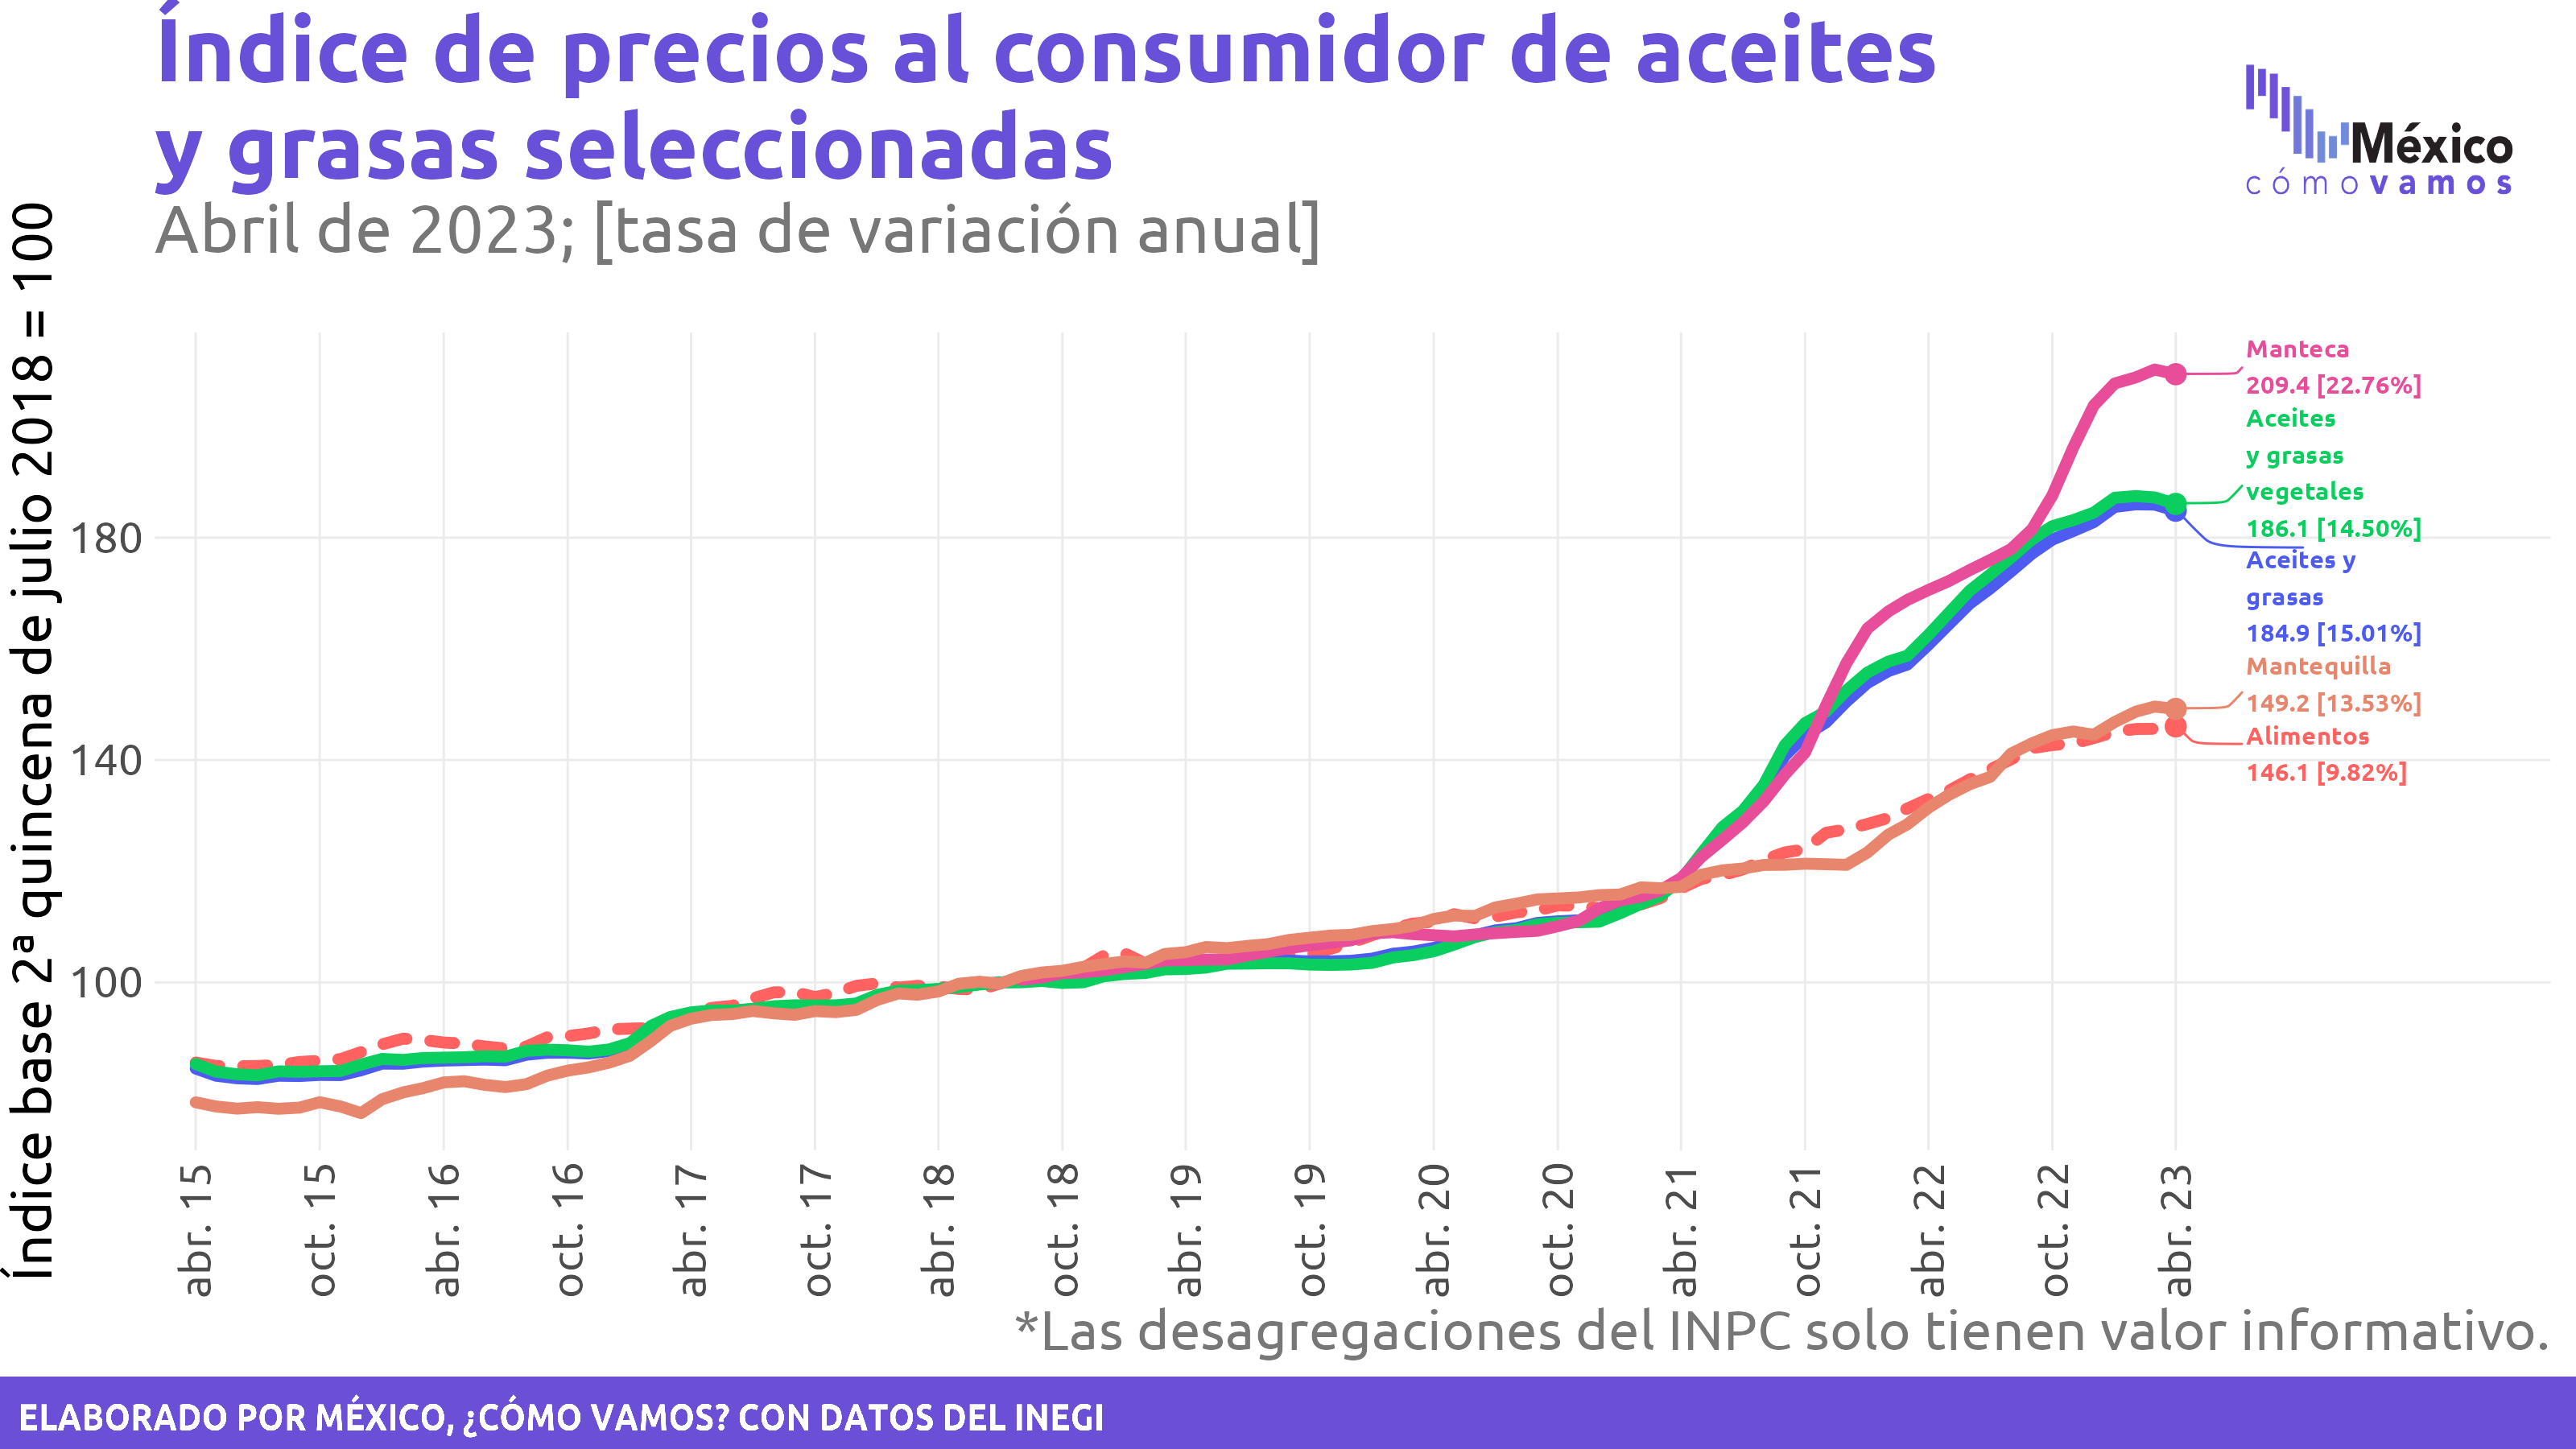 Índice de precios al consumidor de aceites
y grasas seleccionadas
Abril de 2023; [tasa de variación anual]
México
cómovamos
Índice base 2ª quincena de julio 2018 = 100
180
140
100
Manteca
209.4 [22.76%]
Aceites
y grasas
vegetales
186.1 [14.50%]
Aceites y
grasas
184.9 [15.01%]
Mantequilla
149.2 [13.53%]
Alimentos
146.1 [9.82%]
abr. 15
oct. 15
abr. 16
oct. 16
abr. 17
oct. 17
abr. 18
oct. 18
abr. 19
oct. 19
abr. 20
oct. 20
abr. 21
oct. 21
abr. 22
oct. 22
abr. 23
*Las desagregaciones del INPC solo tienen valor informativo.
ELABORADO POR MÉXICO, ¿CÓMO VAMOS? CON DATOS DEL INEGI